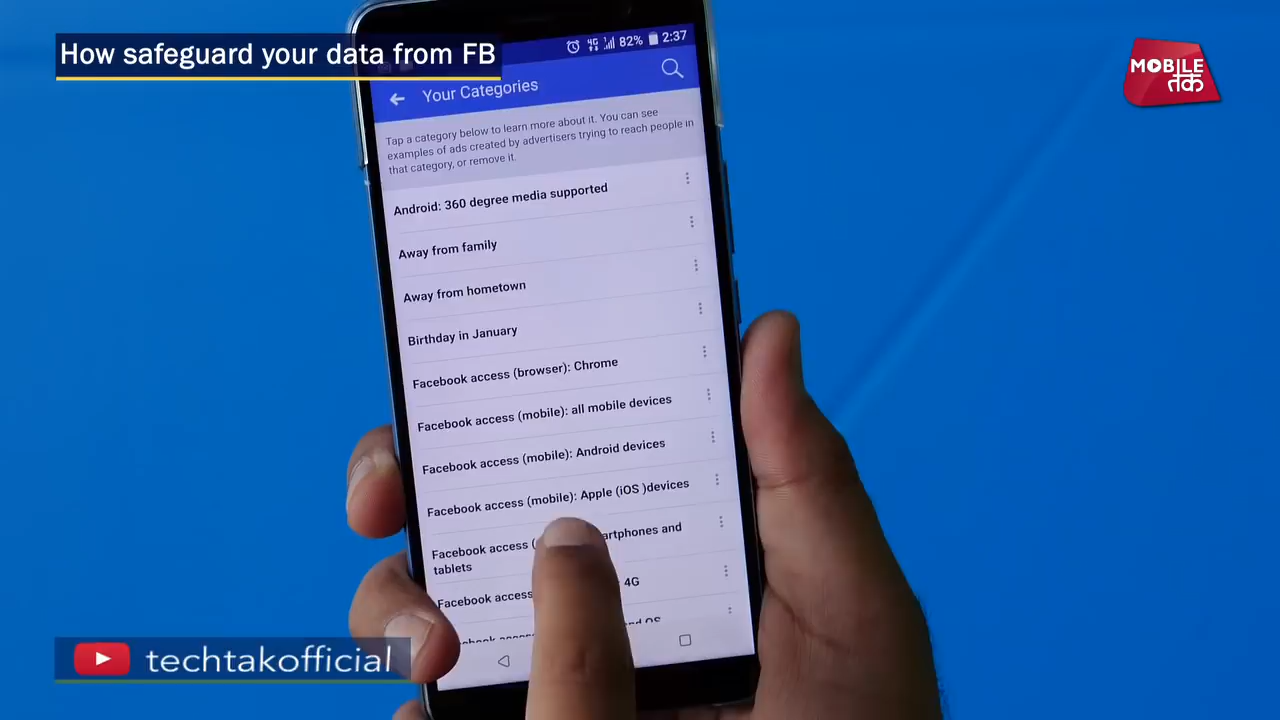 How safeguard your data from FB
MOBILE
तक
82% 2:37
Your Categories
Tap a category below to learn more about it. You can see
examples of ads created by advertisers trying to reach people in
that category, or remove it.
Android: 360 degree media supported
Away from family
Away from hometown
Birthday in January
Facebook access (browser): Chrome
Facebook access (mobile): all mobile devices
Facebook access (mobile): Android devices
Facebook access (mobile): Apple (iOS )devices
Facebook access ( artphones and
tablets
Facebook access 4G
techtakofficial